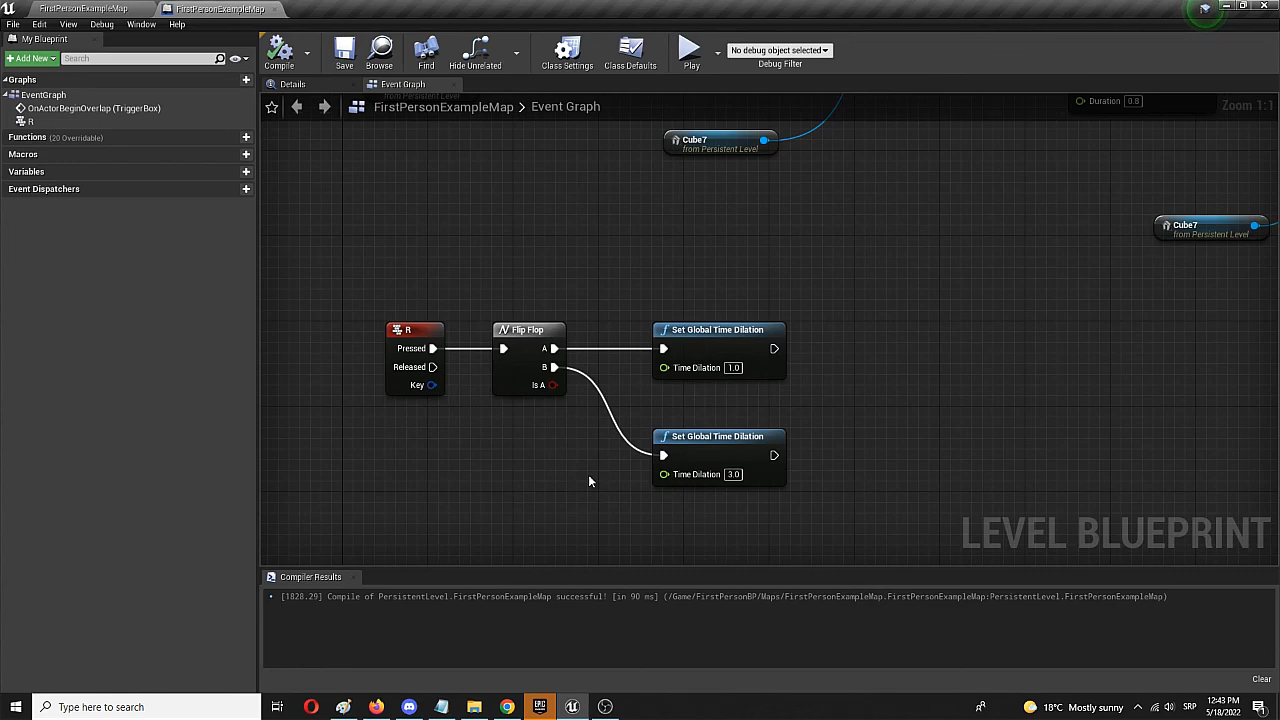 FirstPersonExampleMap
FirstPersonExampleMap
File Edit View Debug Window Help
My Blueprint
Add New
Search
Graphs
EventGraph
OnActorBeginOverlap (TriggerBox)
R
Functions (20 Overridable)
Macros
Variables
Event Dispatchers
Compile
Save
Browse
Find
Hide Unrelated
Class Settings
Class Defaults
Play
No debug object selected
Debug Filter
Details
Event Graph
FirstPersonExampleMap > Event Graph
Zoom 1:1
Duration 0.8
Cube7
from Persistent Level
Cube7
from Persistent Level
R
Pressed
Released
Key
Flip Flop
A
B
Is A
Set Global Time Dilation
Time Dilation 1.0
Set Global Time Dilation
Time Dilation 3.0
LEVEL BLUEPRINT
Compiler Results
[1828.29] Compile of PersistentLevel.FirstPersonExampleMap successful! [in 90 ms] (/Game/FirstPersonBP/Maps/FirstPersonExampleMap.FirstPersonExampleMap:PersistentLevel.FirstPersonExampleMap)
Clear
Type here to search
EPIC
18°C Mostly sunny
SRP
12:43 PM
5/18/2022